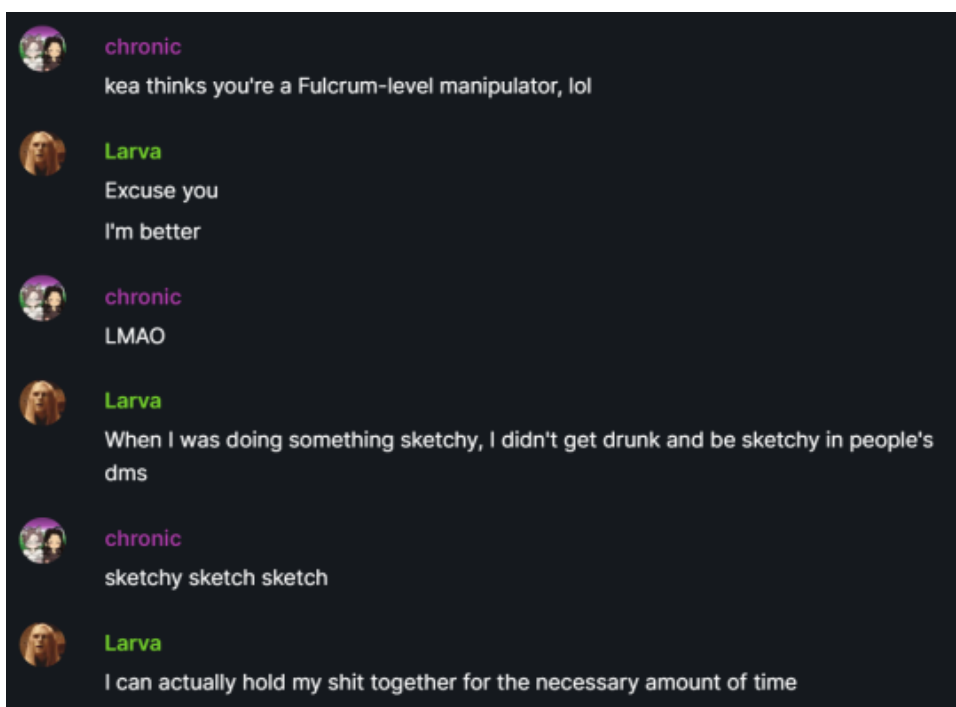 chronic
kea thinks you're a Fulcrum-level manipulator, lol
Larva
Excuse you
I'm better
chronic
LMAO
Larva
When I was doing something sketchy, I didn't get drunk and be sketchy in people's
dms
chronic
sketchy sketch sketch
Larva
I can actually hold my shit together for the necessary amount of time